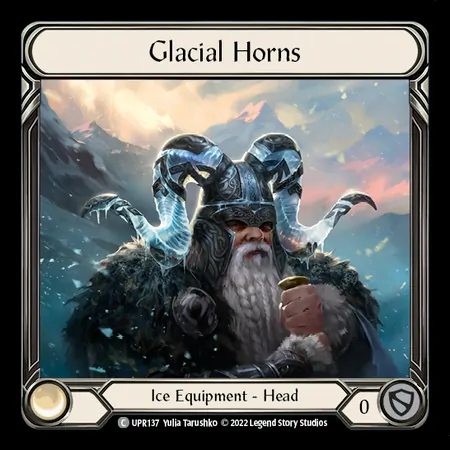 Glacial Horns
Ice Equipment - Head
0
C UPR137 Yulia Tarushko © 2022 Legend Story Studios